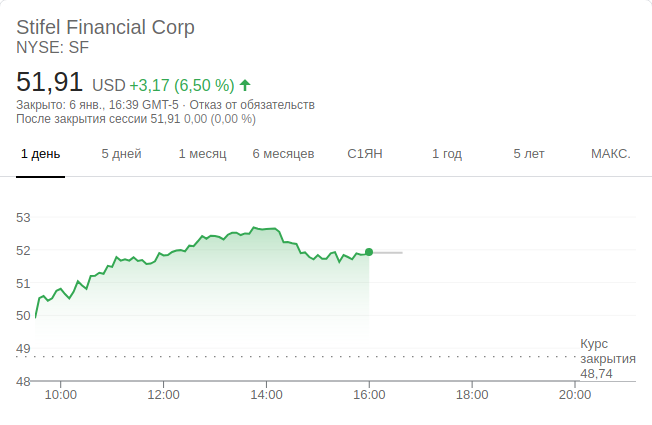 Stifel Financial Corp
NYSE: SF
51,91 USD +3,17 (6,50 %)
Закрыто: 6 янв., 16:39 GMT-5 · Отказ от обязательств
После закрытия сессии 51,91 0,00 (0,00 %)
1 день 5 дней 1 месяц 6 месяцев С1ЯН 1 год 5 лет МАКС.
53
52
51
50
49
48
Курс
закрытия
48,74
10:00 12:00 14:00 16:00 18:00 20:00